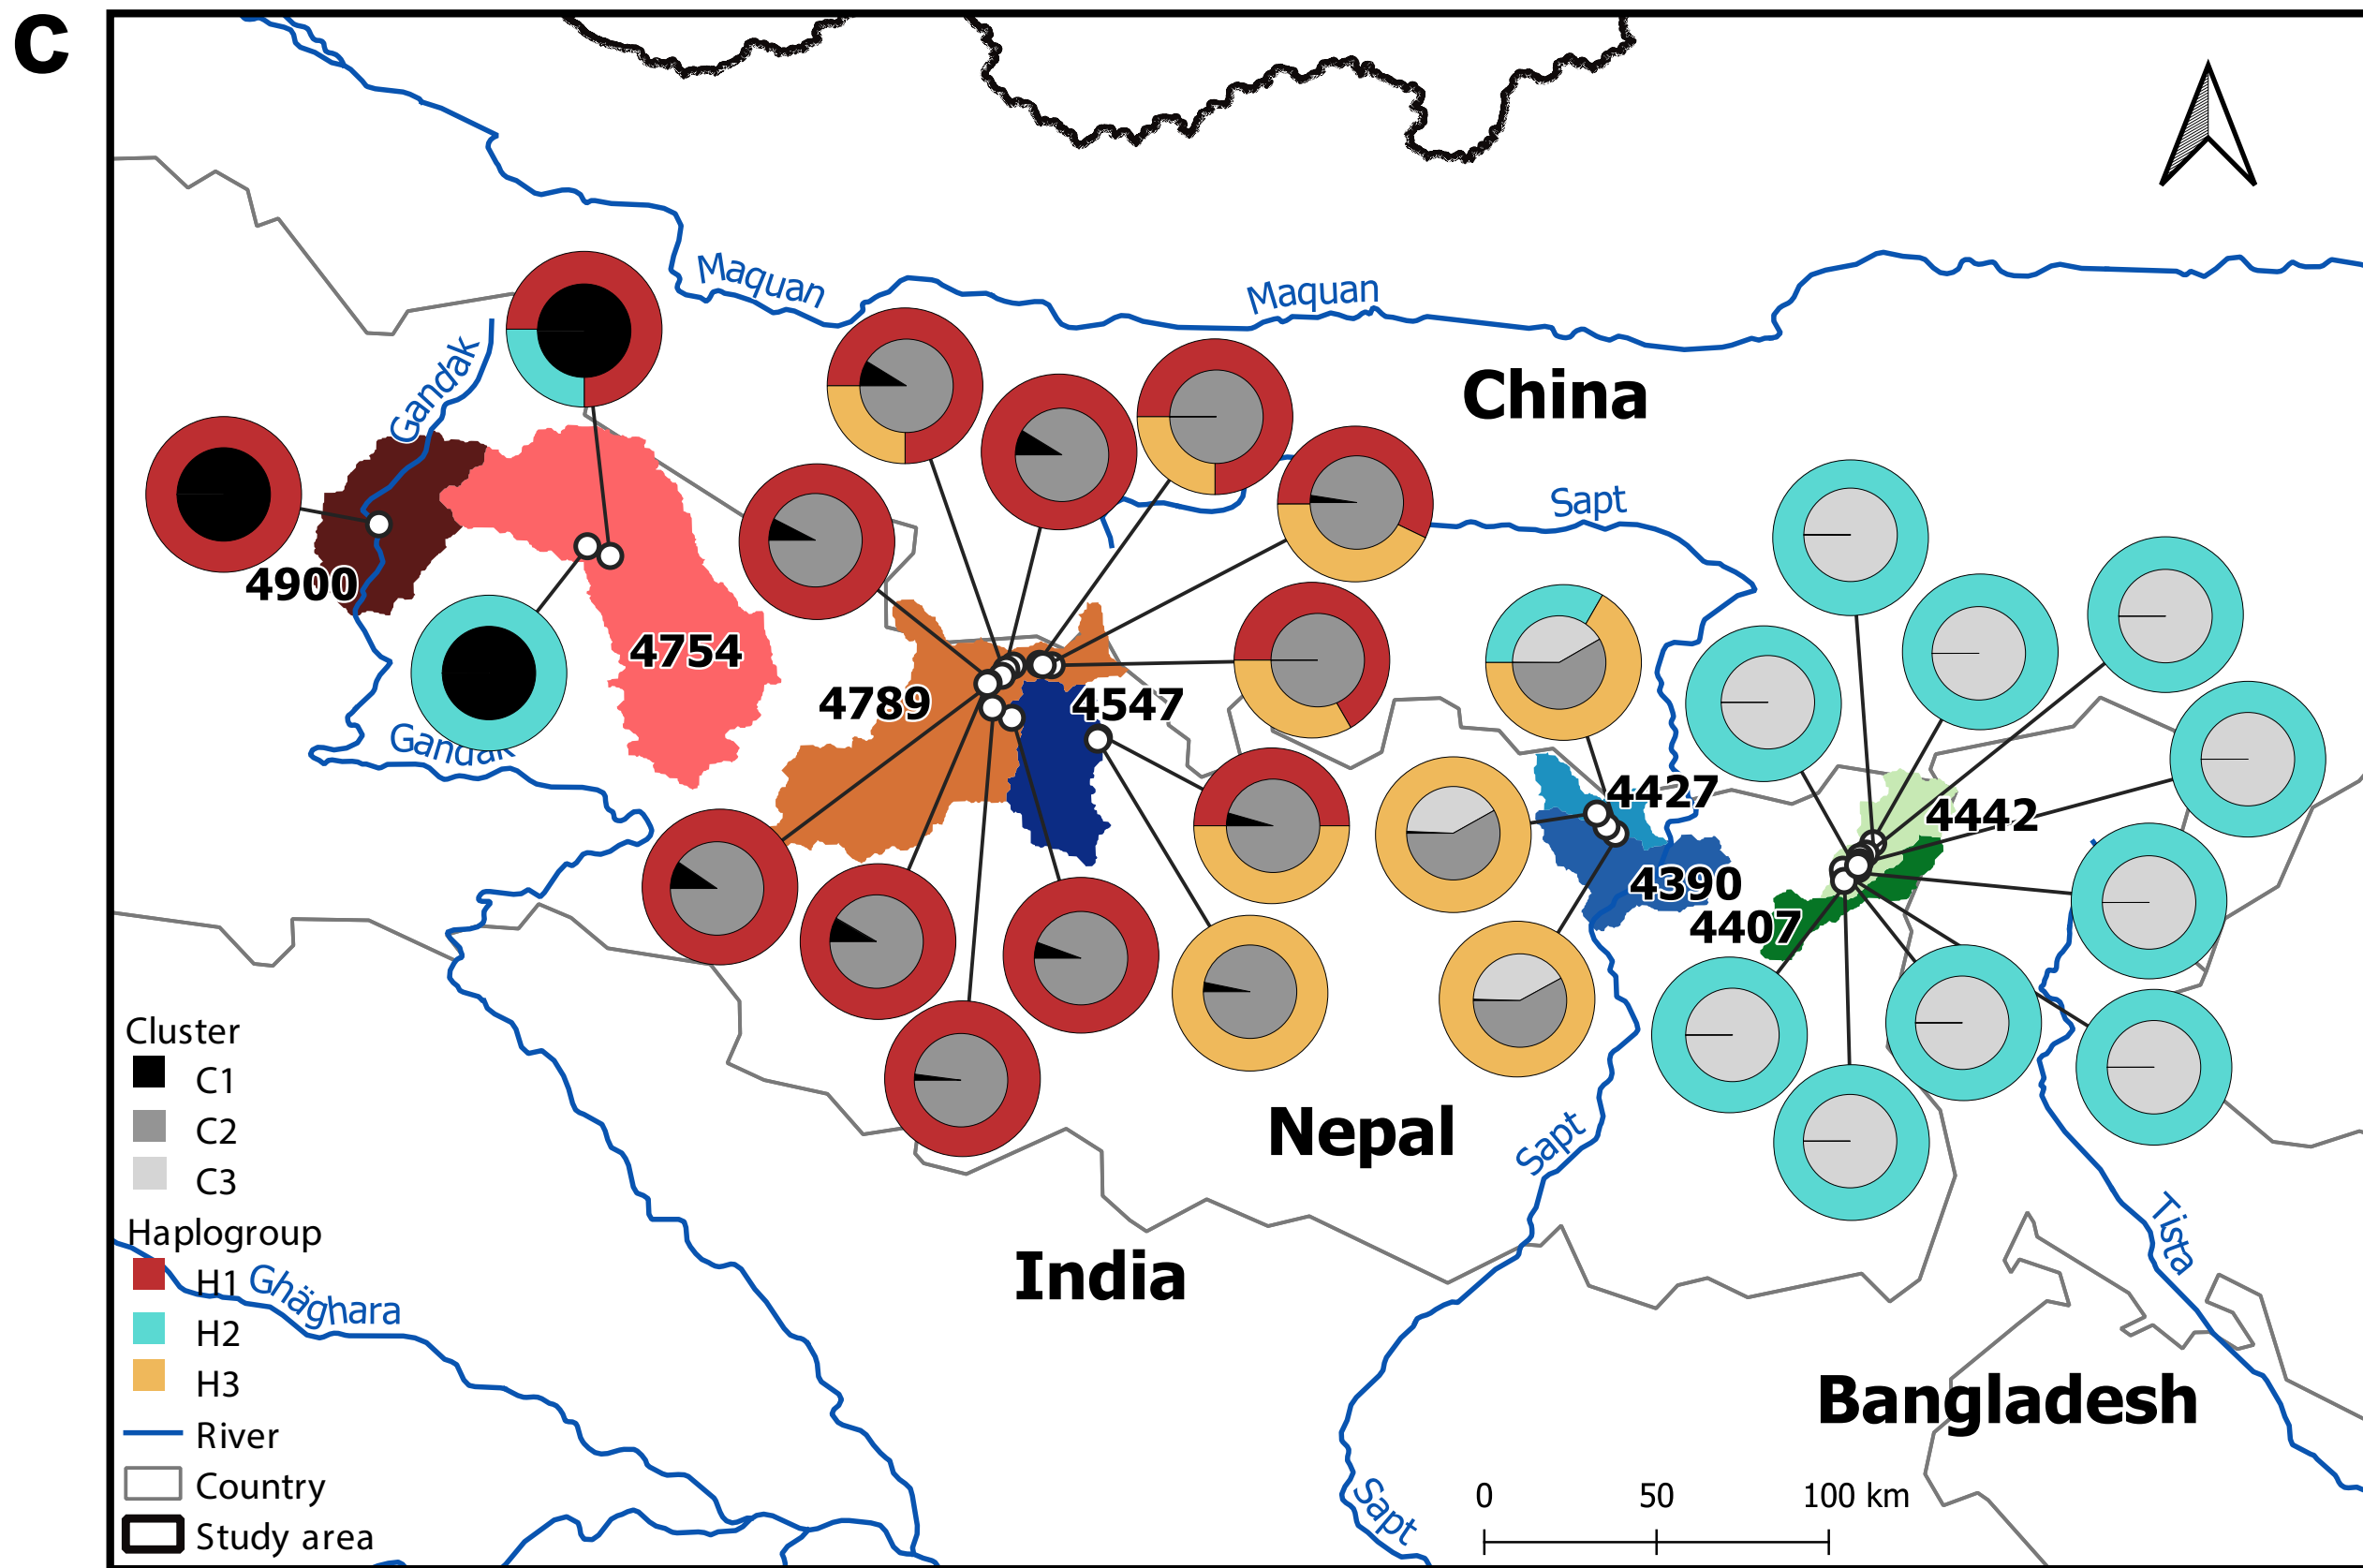 C
Maquan
Maquan
China
Gandak
Sapt
4900
4754
4789
4547
Gandak
4427
4442
4390
4407
Cluster
C1
C2
C3
Nepal
Sapt
Haplogroup
H1
Ghäghara
H2
H3
India
Tista
Bangladesh
River
Country
Study area
0 50 100 km
Sapt